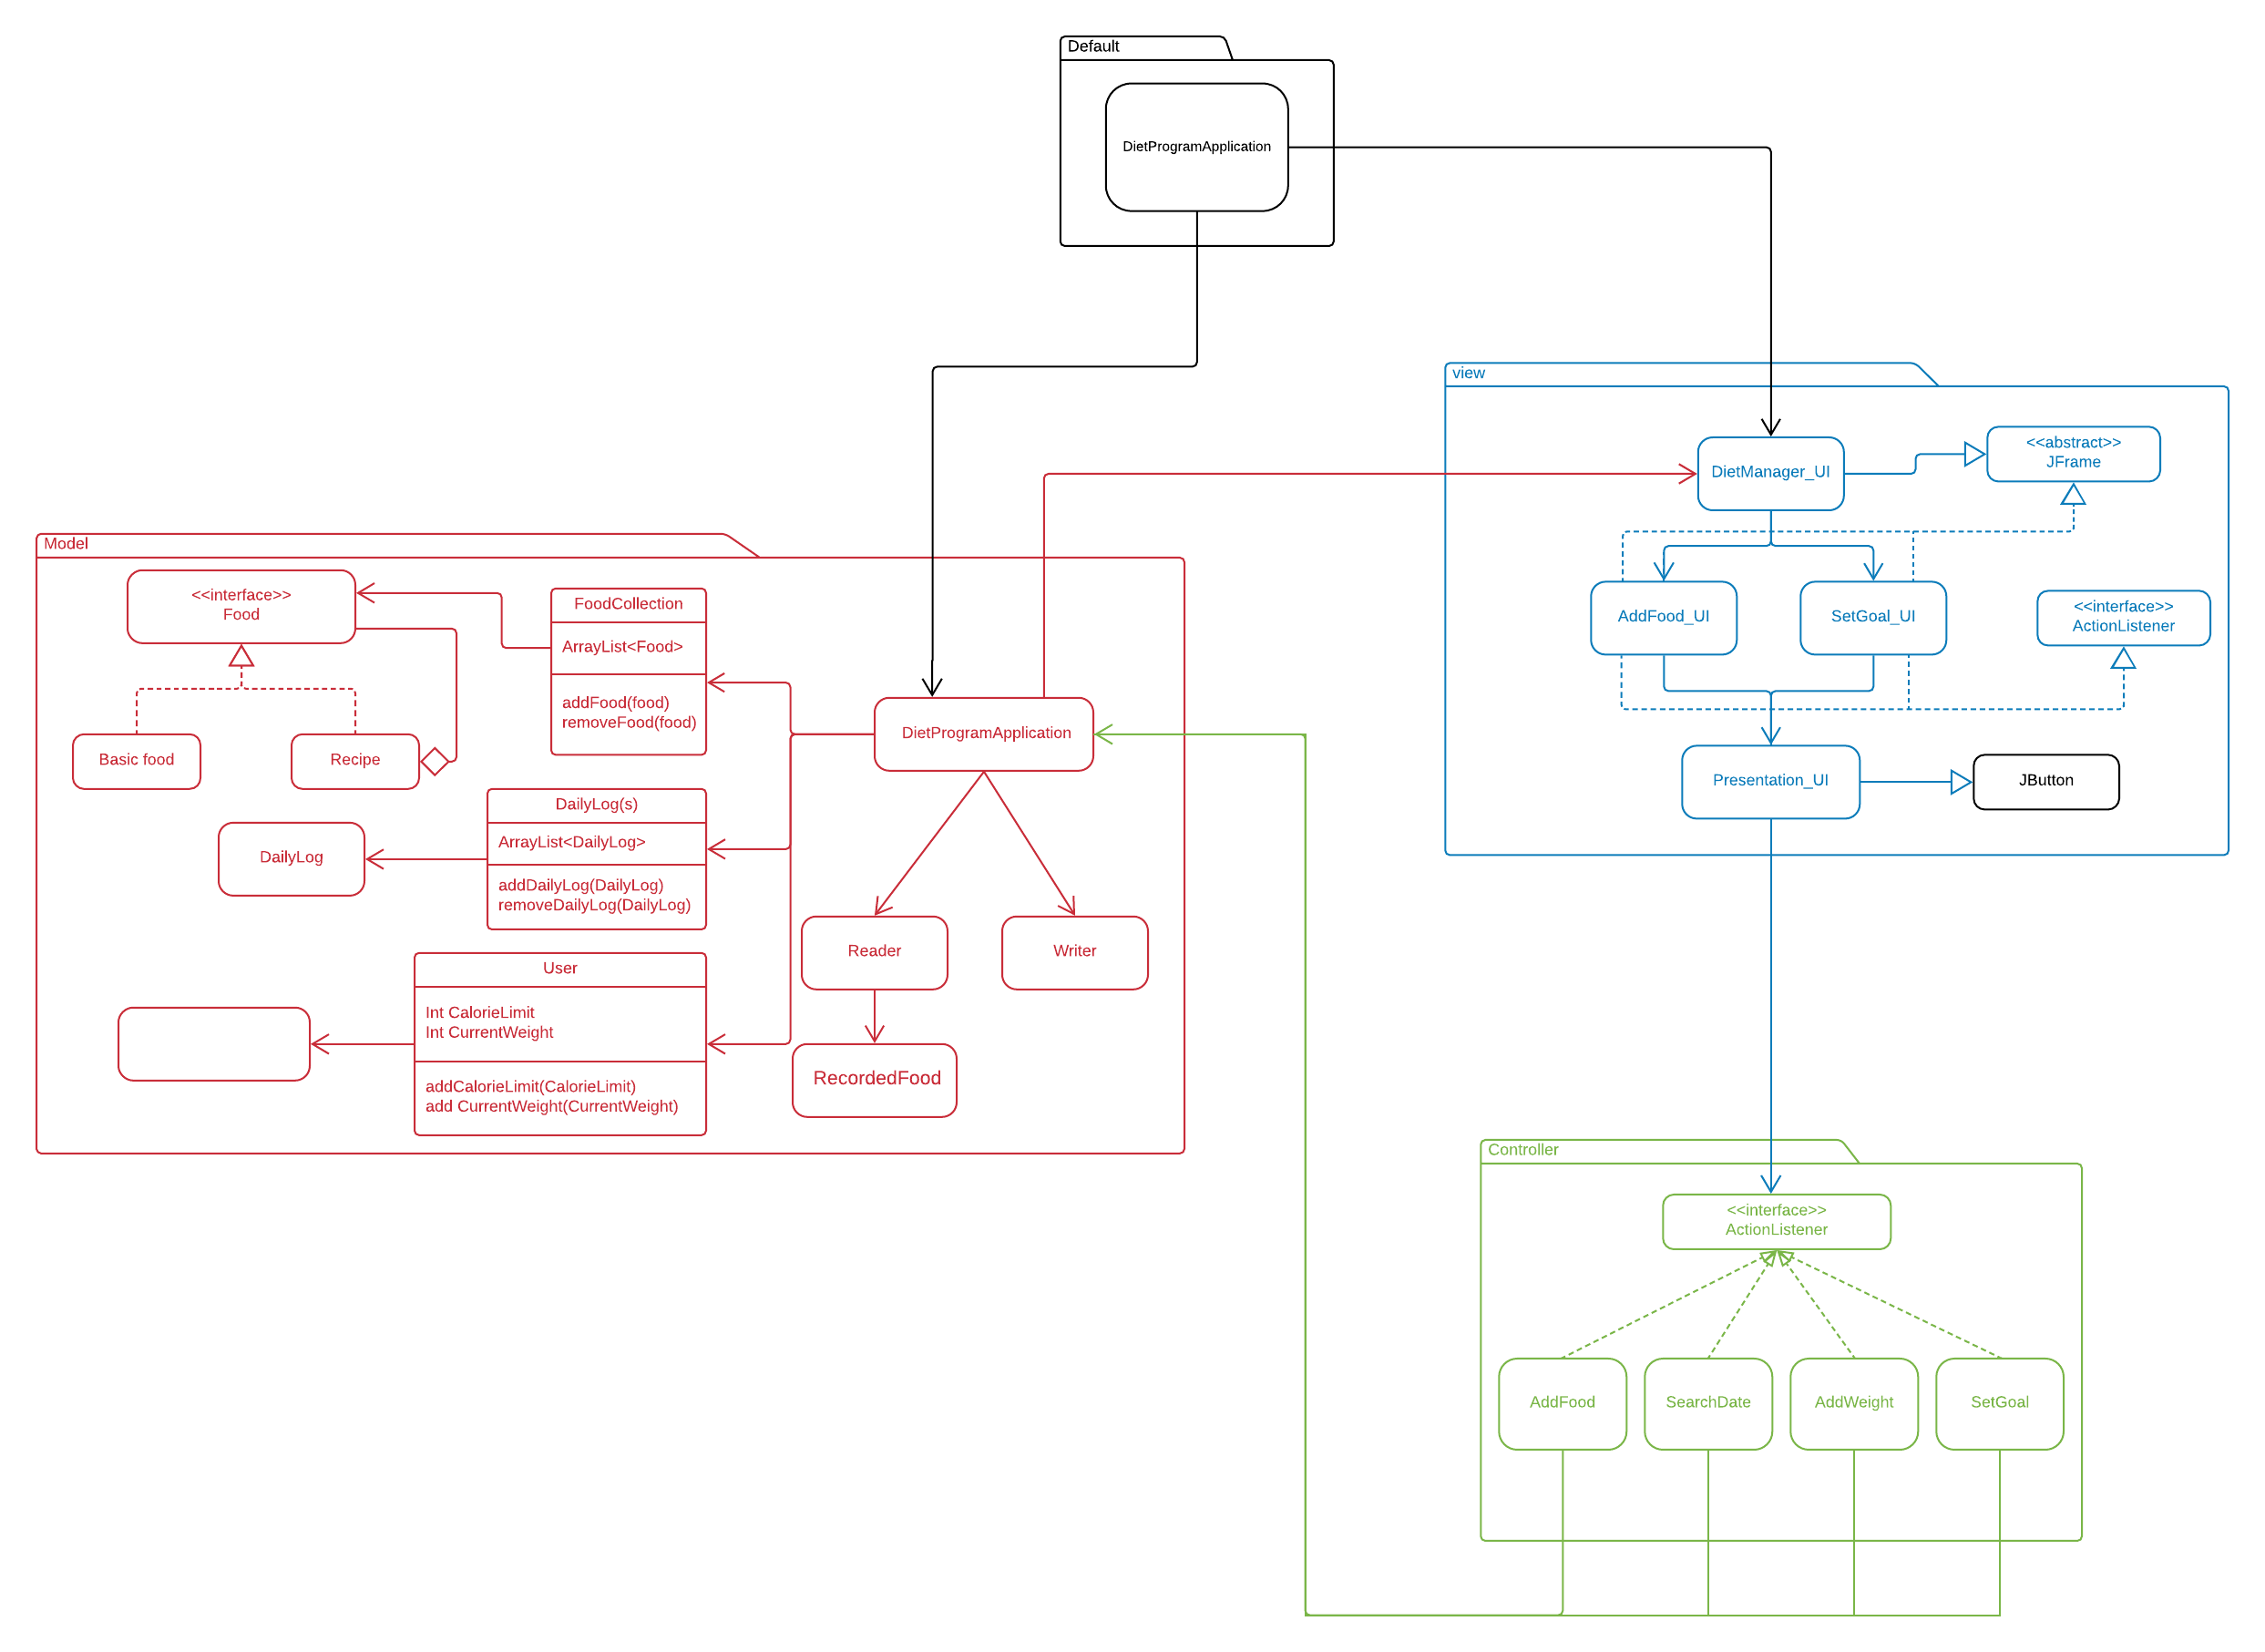 Default
DietProgramApplication
view
DietManager_UI
<<abstract>>
JFrame
AddFood_UI
SetGoal_UI
<<interface>>
ActionListener
Presentation_UI
JButton
Model
<<interface>>
Food
Basic food
Recipe
FoodCollection
ArrayList<Food>
addFood(food)
removeFood(food)
DietProgramApplication
DailyLog
DailyLog(s)
ArrayList<DailyLog>
addDailyLog(DailyLog)
removeDailyLog(DailyLog)
Reader
Writer
User
Int CalorieLimit
Int CurrentWeight
addCalorieLimit(CalorieLimit)
add CurrentWeight(CurrentWeight)
RecordedFood
Controller
<<interface>>
ActionListener
AddFood
SearchDate
AddWeight
SetGoal